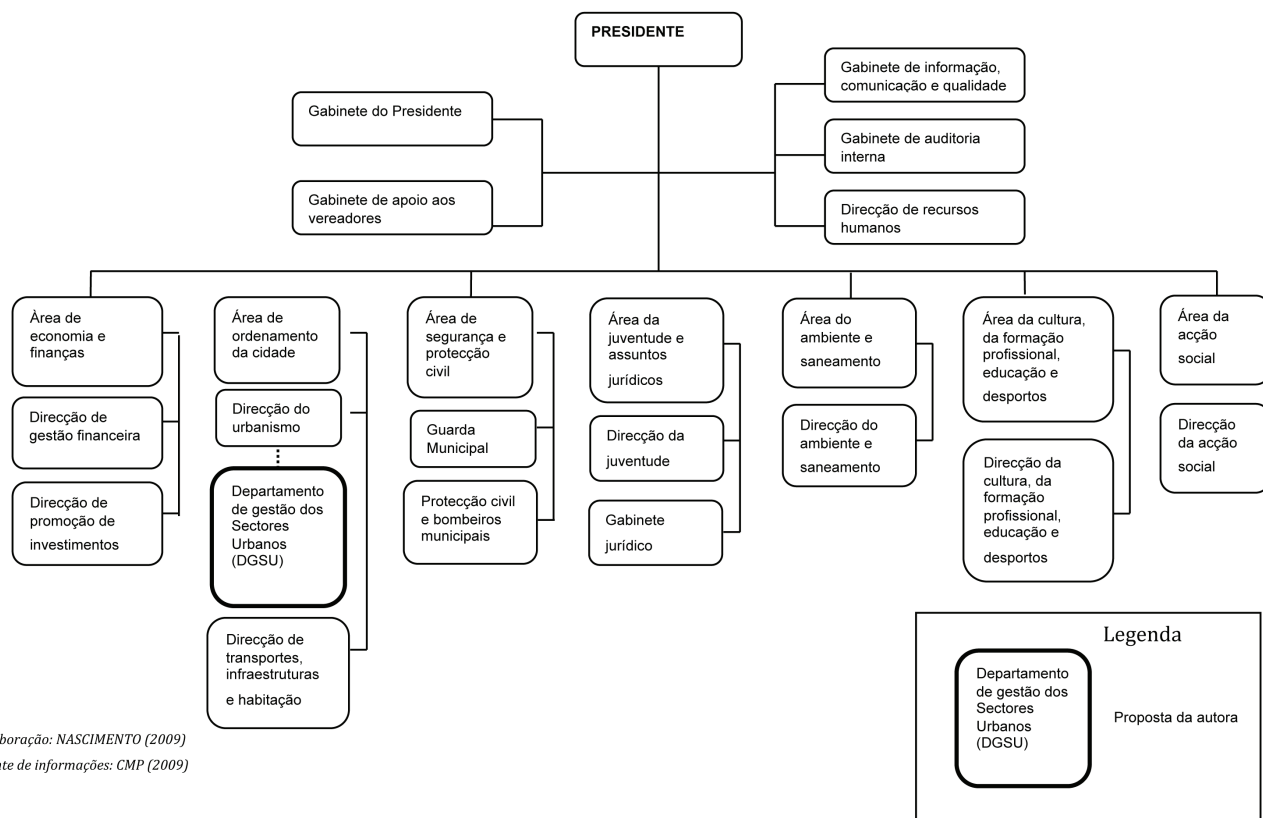 PRESIDENTE
Gabinete do Presidente
Gabinete de apoio aos
vereadores
Gabinete de informação,
comunicação e qualidade
Gabinete de auditoria
interna
Direcção de recursos
humanos
Àrea de
economia e
finanças
Direcção de
gestão financeira
Direcção de
promoção de
investimentos
Área de
ordenamento
da cidade
Direcção do
urbanismo
Departamento
de gestão dos
Sectores
Urbanos
(DGSU)
Direcção de
transportes,
infraestruturas
e habitação
Área de
segurança e
protecção
civil
Guarda
Municipal
Protecção civil
e bombeiros
municipais
Área da
juventude e
assuntos
jurídicos
Direcção da
juventude
Gabinete
jurídico
Área do
ambiente e
saneamento
Direcção do
ambiente e
saneamento
Área da cultura,
da formação
profissional,
educação e
desportos
Direcção da
cultura, da
formação
profissional,
educação e
desportos
Área da
acção
social
Direcção
da acção
social
Legenda
Departamento
de gestão dos
Sectores
Urbanos
(DGSU)
Proposta da autora
boração: NASCIMENTO (2009)
te de informações: CMP (2009)